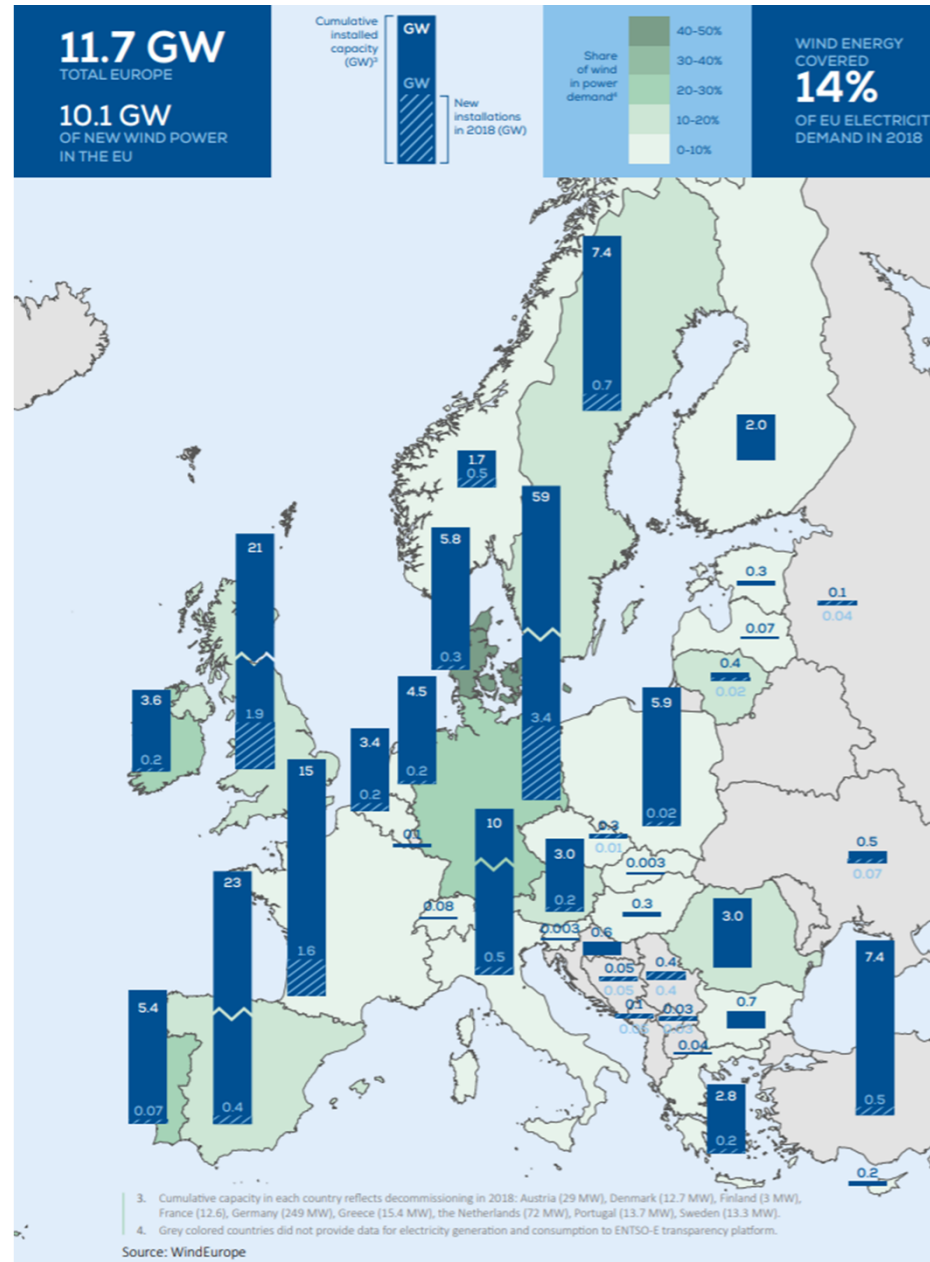 11.7 GW
TOTAL EUROPE
10.1 GW
OF NEW WIND POWER
IN THE EU
Cumulative
installed
capacity
(GW)³
GW
GW
New
installations
in 2018 (GW)
Share
of wind
in power
demand⁴
40-50%
30-40%
20-30%
10-20%
0-10%
WIND ENERGY
COVERED
14%
OF EU ELECTRICIT
DEMAND IN 2018
7.4
0.7
2.0
1.7
0.5
59
5.8
21
0.3
0.1
0.04
0.07
0.4
0.02
0.3
4.5
3.6
5.9
1.9
3.4
3.4
0.2
15
0.2
0.2
10
0.02
0.3
0.01
0.1
3.0
0.5
0.07
0.003
23
0.2
0.08
0.3
3.0
0.003
0.6
1.6
0.5
7.4
0.05
0.05
0.4
0.4
5.4
0.1
0.03
0.03
0.7
0.04
2.8
0.07
0.4
0.2
0.5
0.2
3. Cumulative capacity in each country reflects decommissioning in 2018: Austria (29 MW), Denmark (12.7 MW), Finland (3 MW),
France (12.6), Germany (249 MW), Greece (15.4 MW), the Netherlands (72 MW), Portugal (13.7 MW), Sweden (13.3 MW).
4. Grey colored countries did not provide data for electricity generation and consumption to ENTSO-E transparency platform.
Source: WindEurope